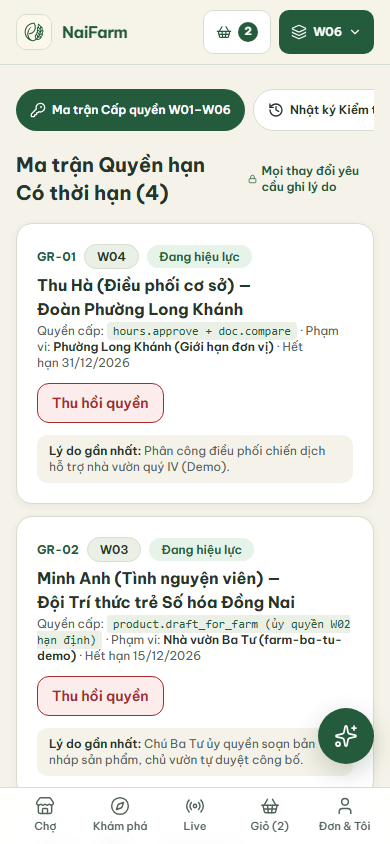 NaiFarm
2
W06
Ma trận Cấp quyền W01–W06
Nhật ký Kiểm
Ma trận Quyền hạn
Có thời hạn (4)
Mọi thay đổi yêu
cầu ghi lý do
GR-01 W04 Đang hiệu lực
Thu Hà (Điều phối cơ sở) —
Đoàn Phường Long Khánh
Quyền cấp: hours.approve + doc.compare · Phạm
vi: Phường Long Khánh (Giới hạn đơn vị) · Hết
hạn 31/12/2026
Thu hồi quyền
Lý do gần nhất: Phân công điều phối chiến dịch
hỗ trợ nhà vườn quý IV (Demo).
GR-02 W03 Đang hiệu lực
Minh Anh (Tình nguyện viên) —
Đội Trí thức trẻ Số hóa Đồng Nai
Quyền cấp: product.draft_for_farm (ủy quyền W02
hạn định) · Phạm vi: Nhà vườn Ba Tư (farm-ba-tu-
demo) · Hết hạn 15/12/2026
Thu hồi quyền
Lý do gần nhất: Chú Ba Tư ủy quyền soạn bản
nháp sản phẩm, chủ vườn tự duyệt công bố.
Chợ
Khám phá
Live
Giỏ (2)
Đơn & Tôi